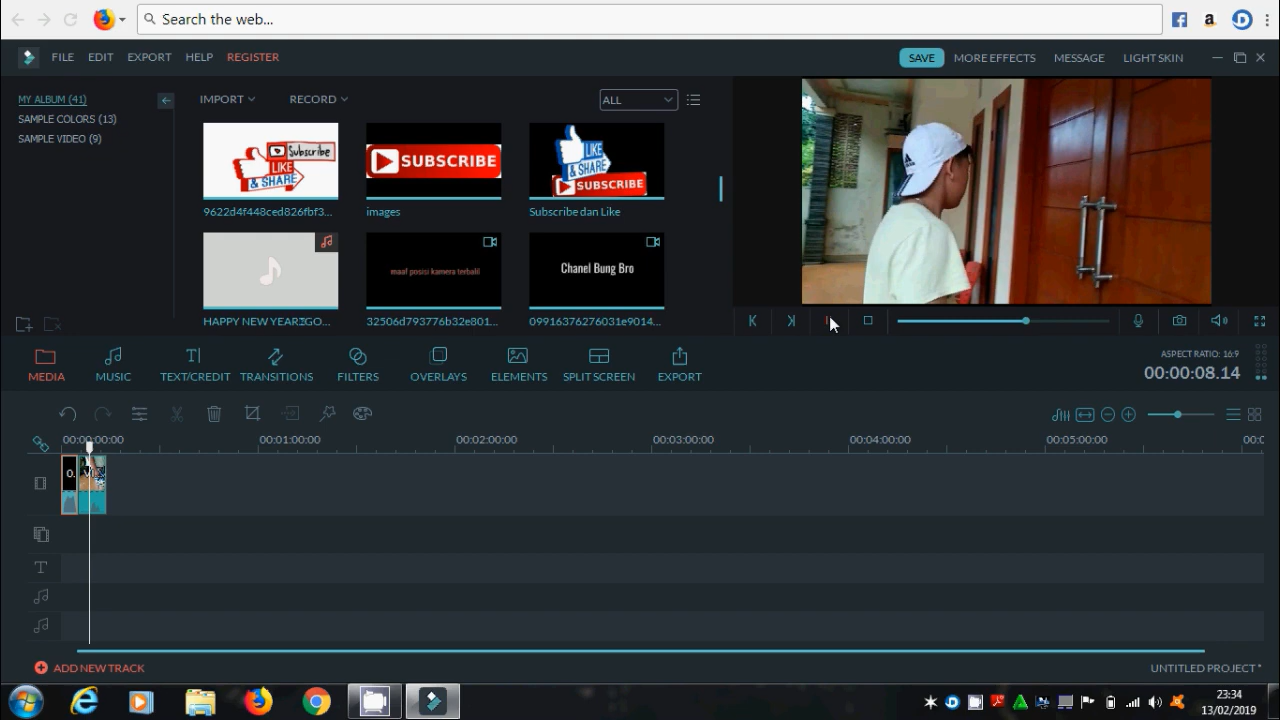 Search the web...
FILE EDIT EXPORT HELP REGISTER
SAVE MORE EFFECTS MESSAGE LIGHT SKIN
MY ALBUM (41)
SAMPLE COLORS (13)
SAMPLE VIDEO (9)
IMPORT RECORD ALL
Subscribe
LIKE
& SHARE
SUBSCRIBE
LIKE
& SHARE
SUBSCRIBE
9622d4f448ced826fbf3... images Subscribe dan Like
maaf posisi kamera terbalil
Chanel Bung Bro
32506d793776b32e801... 09916376276031e9014...
MEDIA MUSIC TEXT/CREDIT TRANSITIONS FILTERS OVERLAYS ELEMENTS SPLIT SCREEN EXPORT
ASPECT RATIO: 16:9
00:00:08.14
00:00:00:00 00:01:00:00 00:02:00:00 00:03:00:00 00:04:00:00 00:05:00:00
ADD NEW TRACK
UNTITLED PROJECT *
23:34
13/02/2019